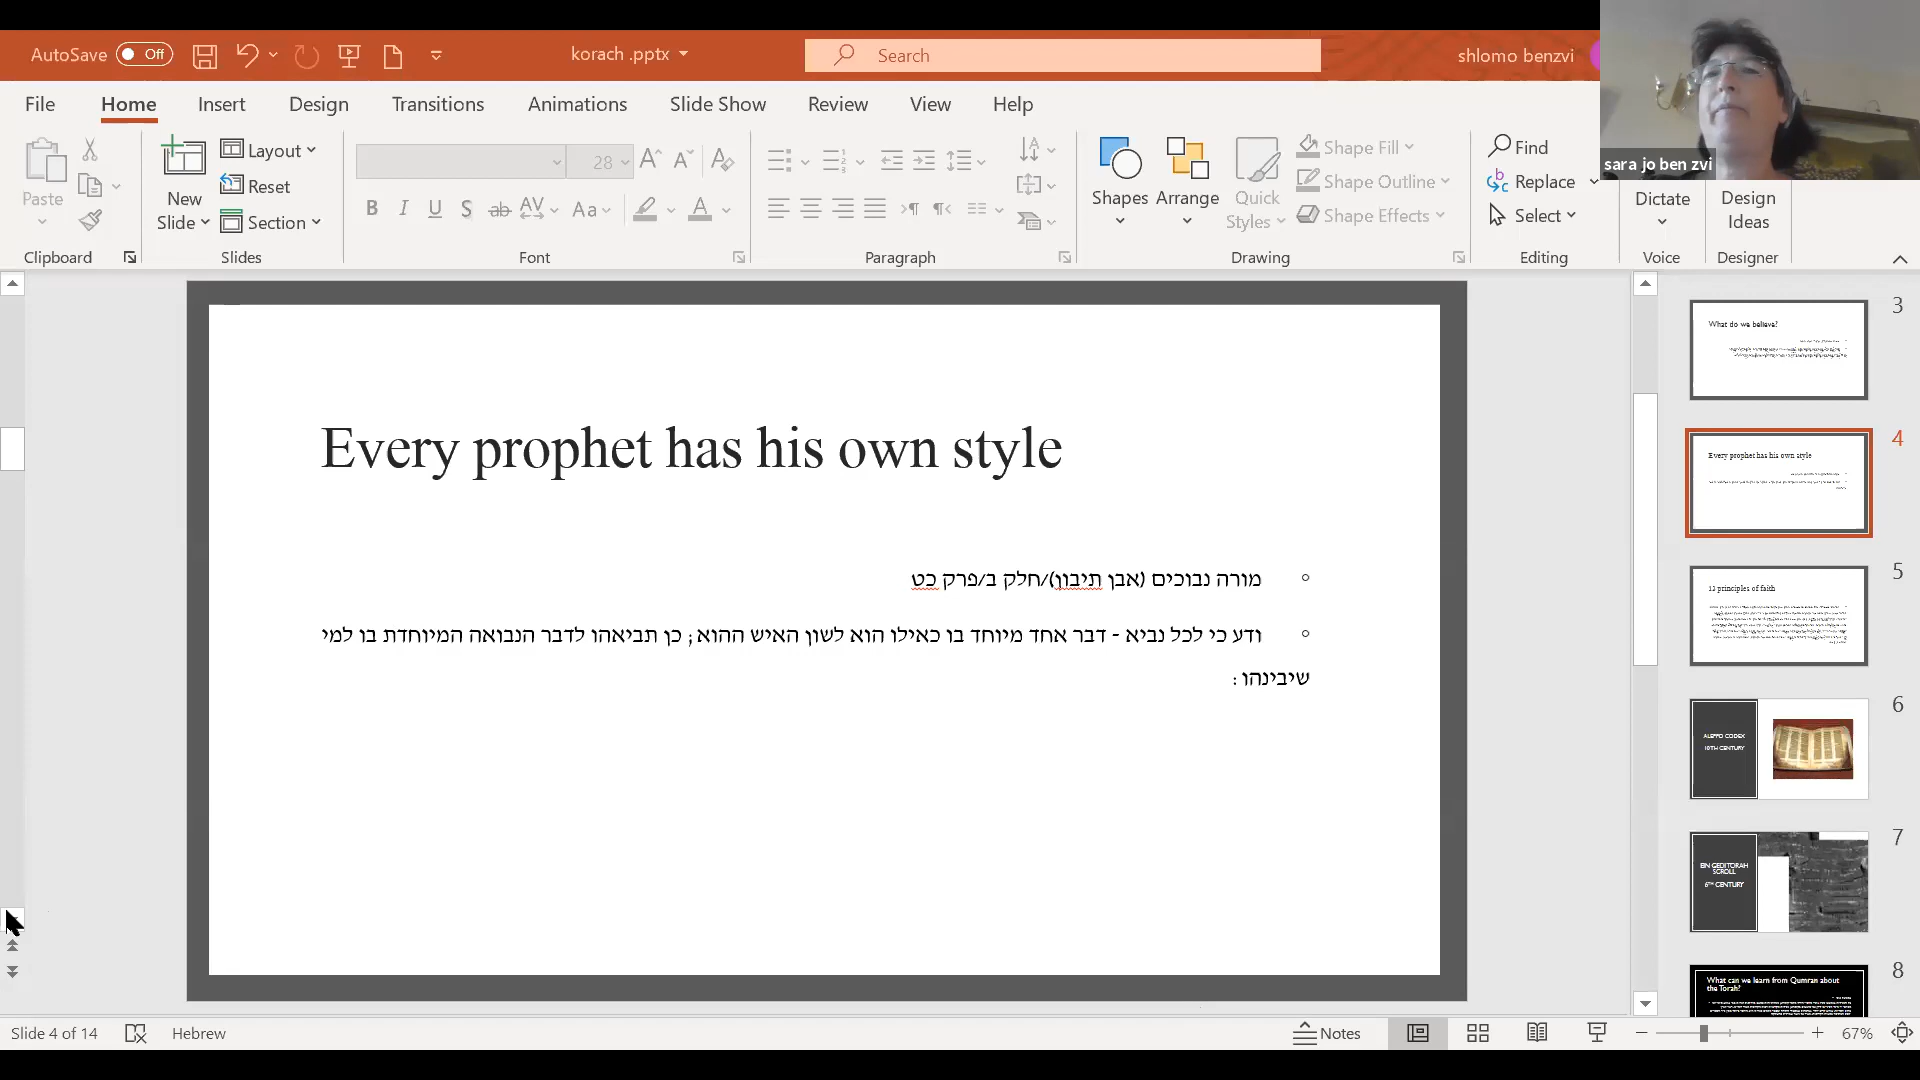 AutoSave Off
korach .pptx
Search
shlomo benzvi
File Home Insert Design Transitions Animations Slide Show Review View Help
Paste
New Slide
Layout
Reset
Section
28
Shapes
Arrange
Quick Styles
Shape Fill
Shape Outline
Shape Effects
Find
Replace
Select
Dictate
Design Ideas
sara jo ben zvi
Clipboard Slides Font Paragraph Drawing Editing Voice Designer
Every prophet has his own style
מורה נבוכים (אבן תיבון)/חלק ב/פרק כט
ודע כי לכל נביא - דבר אחד מיוחד בו כאילו הוא לשון האיש ההוא; כן תביאהו לדבר הנבואה המיוחדת בו למי
שיבינהו :
3
What do we believe?
4
Every prophet has his own style
5
13 principles of faith
6
ALEPPO CODEX
10TH CENTURY
7
EIN GEDI TORAH
SCROLL
6TH CENTURY
8
What can we learn from Qumran about
the Torah?
Slide 4 of 14
Hebrew
Notes
67%